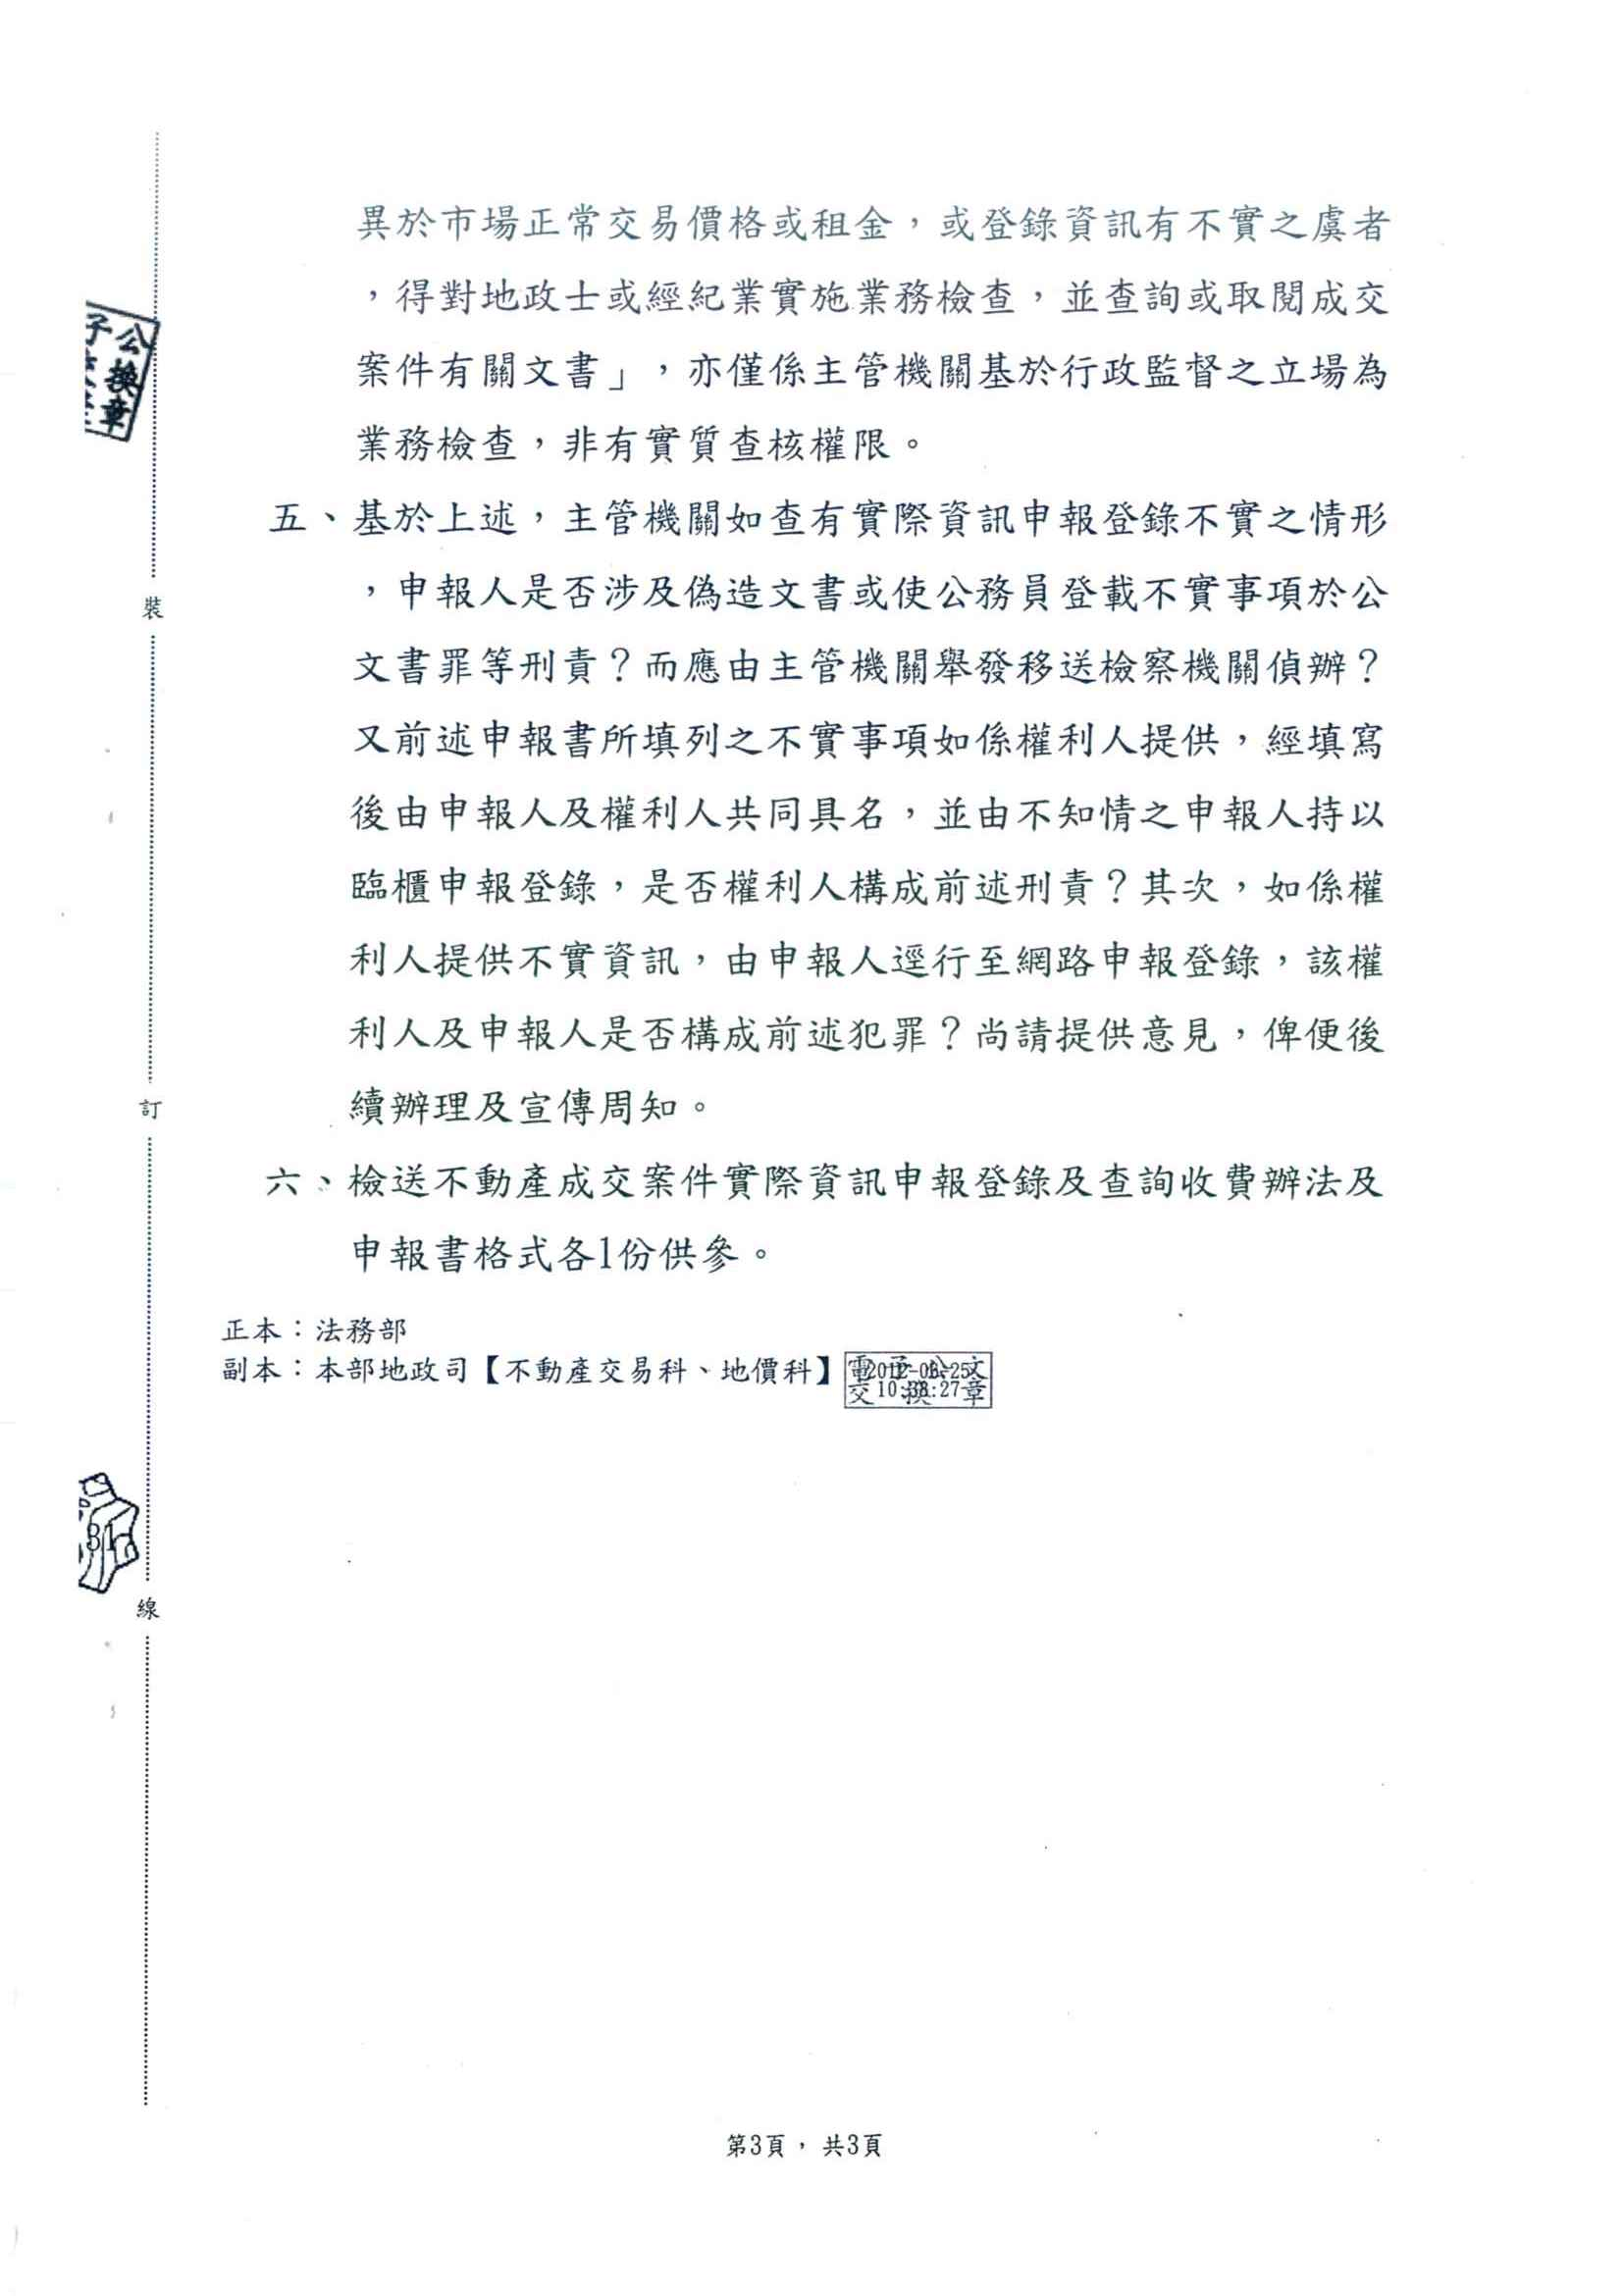 異於市場正常交易價格或租金,或登錄資訊有不實之虞者
,得對地政士或經紀業實施業務檢查,並查詢或取閱成交
案件有關文書」,亦僅係主管機關基於行政監督之立場為
業務檢查,非有實質查核權限。
五、基於上述,主管機關如查有實際資訊申報登錄不實之情形
,申報人是否涉及偽造文書或使公務員登載不實事項於公
文書罪等刑責?而應由主管機關舉發移送檢察機關偵辦?
又前述申報書所填列之不實事項如係權利人提供,經填寫
後由申報人及權利人共同具名,並由不知情之申報人持以
臨櫃申報登錄,是否權利人構成前述刑責?其次,如係權
利人提供不實資訊,由申報人逕行至網路申報登錄,該權
利人及申報人是否構成前述犯罪?尚請提供意見,俾便後
續辦理及宣傳周知。
六、檢送不動產成交案件實際資訊申報登錄及查詢收費辦法及
申報書格式各1份供參。
正本:法務部
副本:本部地政司【不動產交易科、地價科】
電子公文
交換章
公
換
章
子
裝
訂
線
第3頁, 共3頁